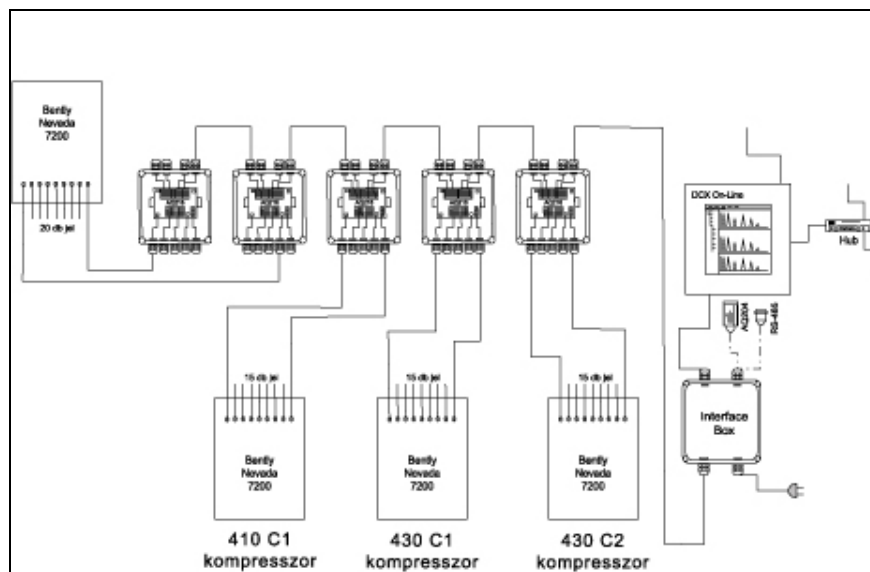 Bently
Nevada
7200
20 db jel
DCX On-Line
Hub
AQ204
RS-485
15 db jel
15 db jel
15 db jel
Interface
Box
Bently
Nevada
7200
Bently
Nevada
7200
Bently
Nevada
7200
410 C1
kompresszor
430 C1
kompresszor
430 C2
kompresszor